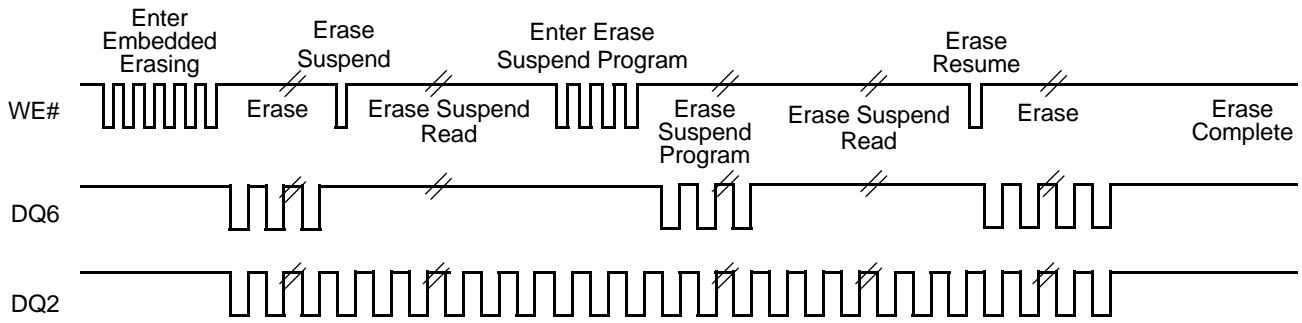 Enter
Embedded
Erasing
Erase
Suspend
Enter Erase
Suspend Program
Erase
Resume
WE#
Erase
Erase Suspend
Read
Erase
Suspend
Program
Erase Suspend
Read
Erase
Erase
Complete
DQ6
DQ2